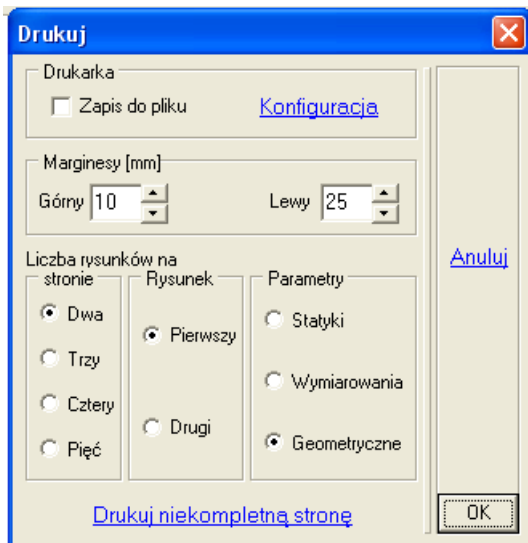 Drukuj
Drukarka
Zapis do pliku Konfiguracja
Marginesy [mm]
Górny 10 Lewy 25
Anuluj
Liczba rysunków na
stronie Rysunek Parametry
Dwa
Trzy
Cztery
Pięć
Pierwszy
Drugi
Statyki
Wymiarowania
Geometryczne
Drukuj niekompletną stronę
OK